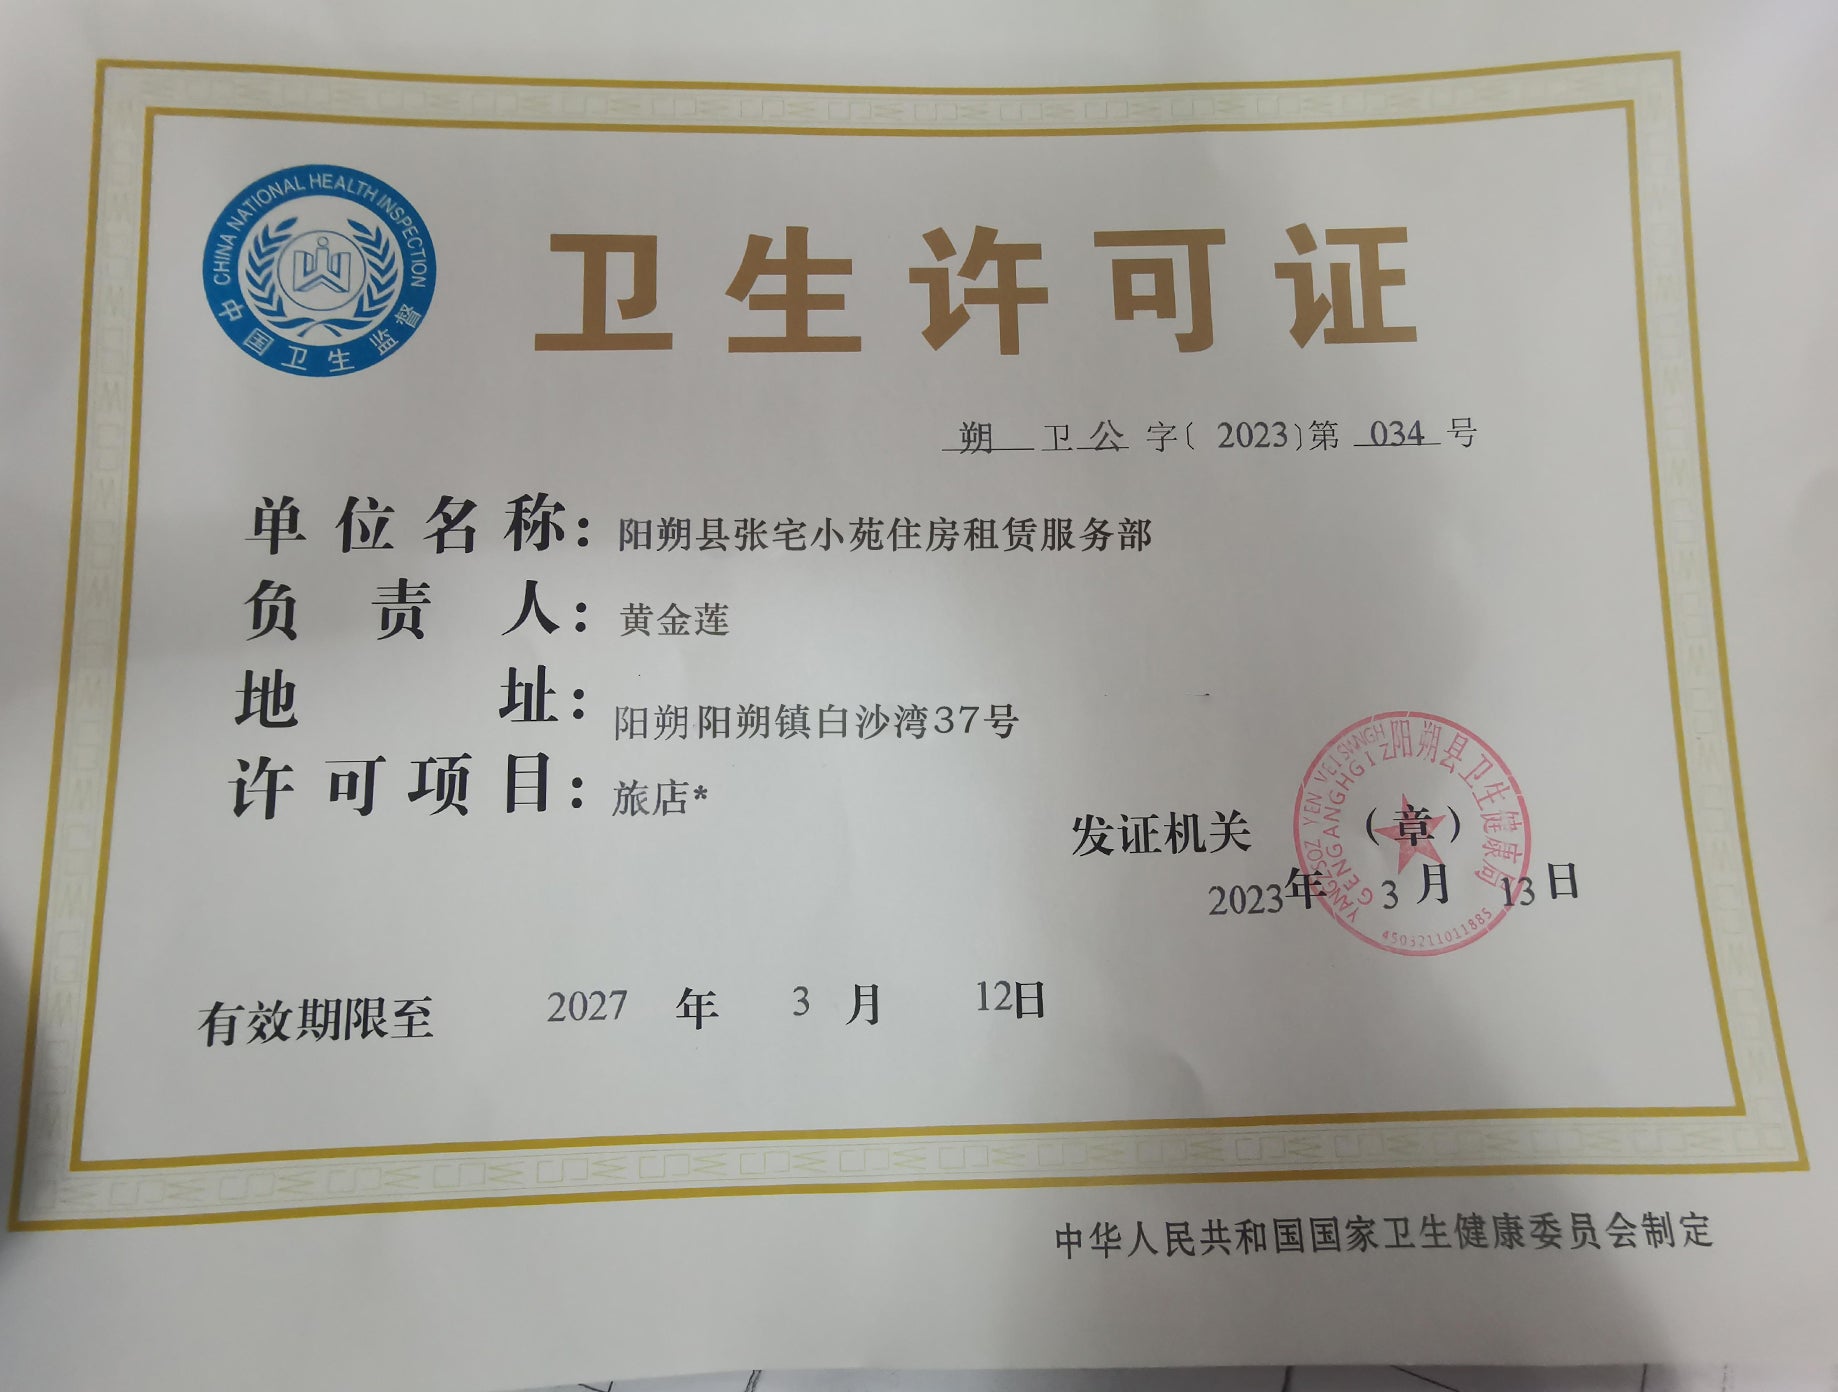 CHINA NATIONAL HEALTH INSPECTION
中国卫生监督
卫生许可证
朔 卫公 字〔 2023〕第 034 号
单位名称：阳朔县张宅小苑住房租赁服务部
负责人：黄金莲
地址：阳朔阳朔镇白沙湾37号
许可项目：旅店*
发证机关 （章）
2023年 3 月 13 日
YANGZSOZ YEN VEISWNGH GENGANGHGIZ
阳朔县卫生健康局
4503211011885
有效期限至 2027 年 3 月 12日
中华人民共和国国家卫生健康委员会制定